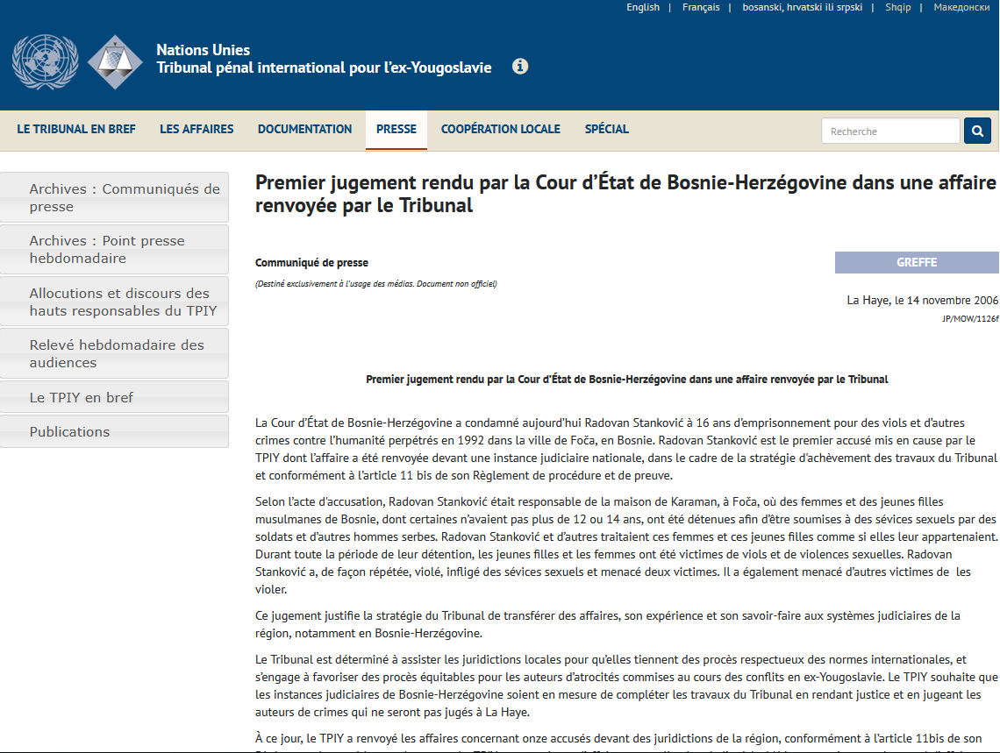 English | Français | bosanski, hrvatski ili srpski | Shqip | Македонски
Nations Unies
Tribunal pénal international pour l'ex-Yougoslavie
LE TRIBUNAL EN BREF LES AFFAIRES DOCUMENTATION PRESSE COOPÉRATION LOCALE SPÉCIAL Recherche
Archives : Communiqués de
presse
Archives : Point presse
hebdomadaire
Allocutions et discours des
hauts responsables du TPIY
Relevé hebdomadaire des
audiences
Le TPIY en bref
Publications
Premier jugement rendu par la Cour d'État de Bosnie-Herzégovine dans une affaire
renvoyée par le Tribunal
Communiqué de presse
GREFFE
(Destiné exclusivement à l'usage des médias. Document non officiel)
La Haye, le 14 novembre 2006
JP/MOW/1126f
Premier jugement rendu par la Cour d'État de Bosnie-Herzégovine dans une affaire renvoyée par le Tribunal
La Cour d'État de Bosnie-Herzégovine a condamné aujourd'hui Radovan Stanković à 16 ans d'emprisonnement pour des viols et d'autres
crimes contre l'humanité perpétrés en 1992 dans la ville de Foča, en Bosnie. Radovan Stanković est le premier accusé mis en cause par le
TPIY dont l'affaire a été renvoyée devant une instance judiciaire nationale, dans le cadre de la stratégie d'achèvement des travaux du Tribunal
et conformément à l'article 11 bis de son Règlement de procédure et de preuve.
Selon l'acte d'accusation, Radovan Stanković était responsable de la maison de Karaman, à Foča, où des femmes et des jeunes filles
musulmanes de Bosnie, dont certaines n'avaient pas plus de 12 ou 14 ans, ont été détenues afin d'être soumises à des sévices sexuels par des
soldats et d'autres hommes serbes. Radovan Stanković et d'autres traitaient ces femmes et ces jeunes filles comme si elles leur appartenaient.
Durant toute la période de leur détention, les jeunes filles et les femmes ont été victimes de viols et de violences sexuelles. Radovan
Stanković a, de façon répétée, violé, infligé des sévices sexuels et menacé deux victimes. Il a également menacé d'autres victimes de les
violer.
Ce jugement justifie la stratégie du Tribunal de transférer des affaires, son expérience et son savoir-faire aux systèmes judiciaires de la
région, notamment en Bosnie-Herzégovine.
Le Tribunal est déterminé à assister les juridictions locales pour qu'elles tiennent des procès respectueux des normes internationales, et
s'engage à favoriser des procès équitables pour les auteurs d'atrocités commises au cours des conflits en ex-Yougoslavie. Le TPIY souhaite que
les instances judiciaires de Bosnie-Herzégovine soient en mesure de compléter les travaux du Tribunal en rendant justice et en jugeant les
auteurs de crimes qui ne seront pas jugés à La Haye.
À ce jour, le TPIY a renvoyé les affaires concernant onze accusés devant des juridictions de la région, conformément à l'article 11bis de son